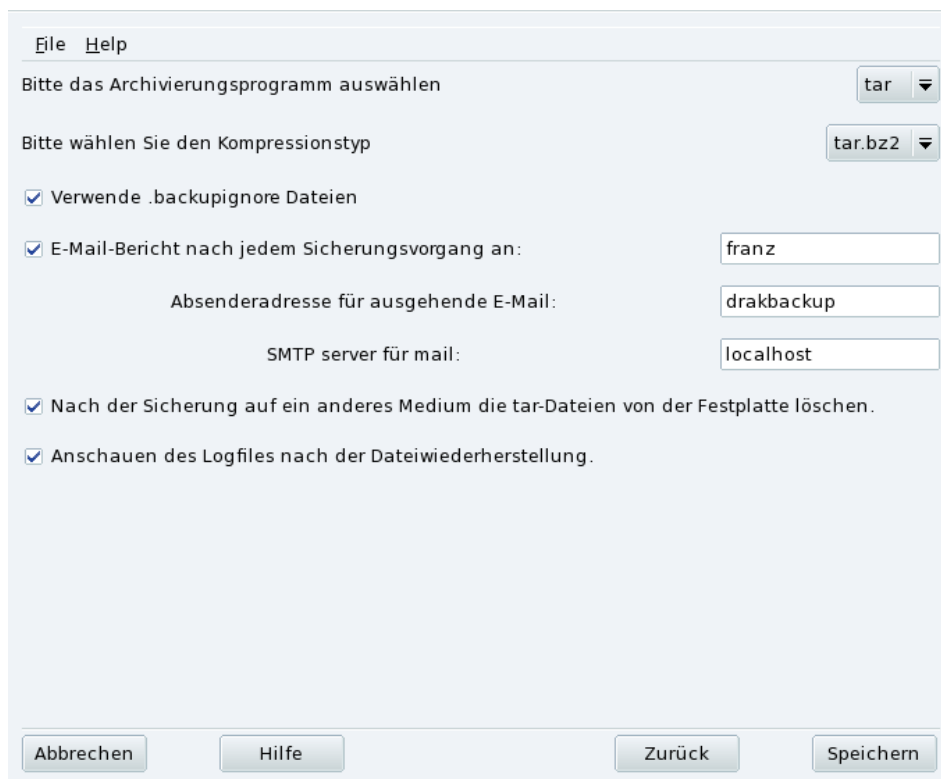 File Help
Bitte das Archivierungsprogramm auswählen tar
Bitte wählen Sie den Kompressionstyp tar.bz2
Verwende .backupignore Dateien
E-Mail-Bericht nach jedem Sicherungsvorgang an: franz
Absenderadresse für ausgehende E-Mail: drakbackup
SMTP server für mail: localhost
Nach der Sicherung auf ein anderes Medium die tar-Dateien von der Festplatte löschen.
Anschauen des Logfiles nach der Dateiwiederherstellung.
Abbrechen Hilfe Zurück Speichern